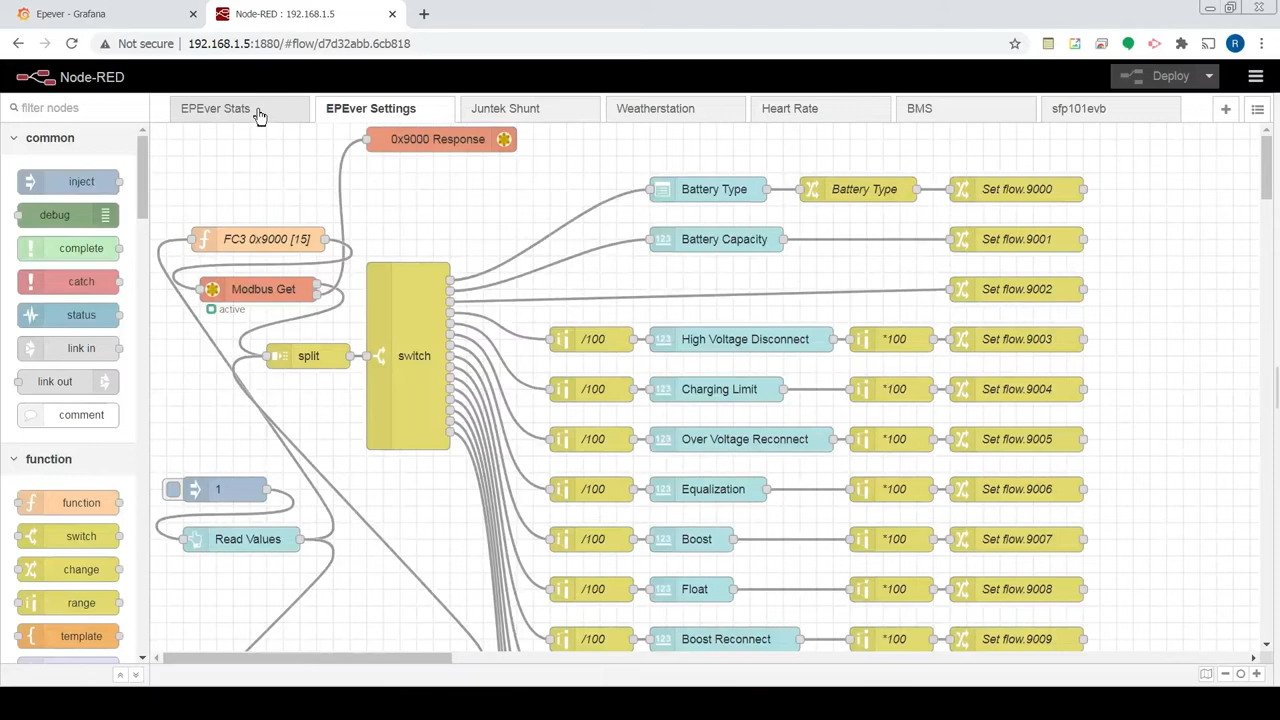 Epever - Grafana
Node-RED : 192.168.1.5
Not secure 192.168.1.5:1880/#flow/d7d32abb.6cb818
R
Node-RED
Deploy
filter nodes
EPEver Stats
EPEver Settings
Juntek Shunt
Weatherstation
Heart Rate
BMS
sfp101evb
common
inject
debug
complete
catch
status
link in
link out
comment
function
function
switch
change
range
template
0x9000 Response
FC3 0x9000 [15]
Modbus Get
active
split
switch
1
Read Values
Battery Type Battery Type Set flow.9000
Battery Capacity Set flow.9001
Set flow.9002
/100 High Voltage Disconnect *100 Set flow.9003
/100 Charging Limit *100 Set flow.9004
/100 Over Voltage Reconnect *100 Set flow.9005
/100 Equalization *100 Set flow.9006
/100 Boost *100 Set flow.9007
/100 Float *100 Set flow.9008
/100 Boost Reconnect *100 Set flow.9009